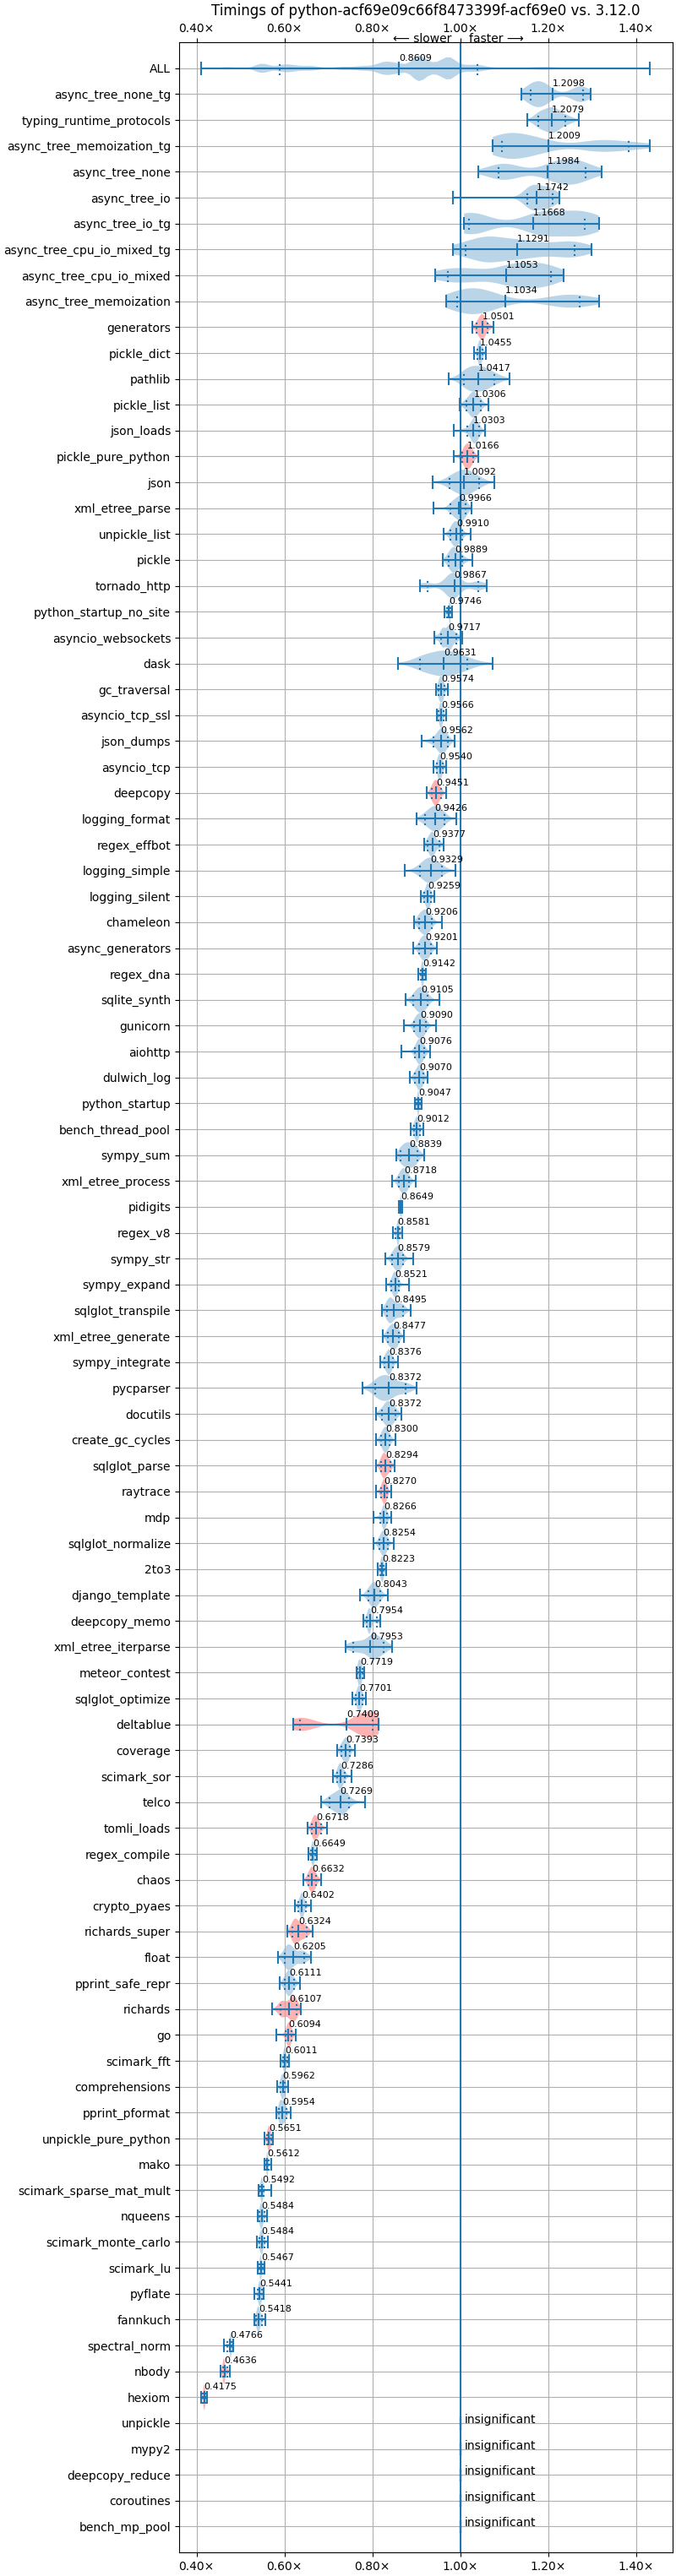 Timings of python-acf69e09c66f8473399f-acf69e0 vs. 3.12.0
0.40× 0.60× 0.80× 1.00× 1.20× 1.40×
⟵ slower faster ⟶
ALL 0.8609
async_tree_none_tg 1.2098
typing_runtime_protocols 1.2079
async_tree_memoization_tg 1.2009
async_tree_none 1.1984
async_tree_io 1.1742
async_tree_io_tg 1.1668
async_tree_cpu_io_mixed_tg 1.1291
async_tree_cpu_io_mixed 1.1053
async_tree_memoization 1.1034
generators 1.0501
pickle_dict 1.0455
pathlib 1.0417
pickle_list 1.0306
json_loads 1.0303
pickle_pure_python 1.0166
json 1.0092
xml_etree_parse 0.9966
unpickle_list 0.9910
pickle 0.9889
tornado_http 0.9867
python_startup_no_site 0.9746
asyncio_websockets 0.9717
dask 0.9631
gc_traversal 0.9574
asyncio_tcp_ssl 0.9566
json_dumps 0.9562
asyncio_tcp 0.9540
deepcopy 0.9451
logging_format 0.9426
regex_effbot 0.9377
logging_simple 0.9329
logging_silent 0.9259
chameleon 0.9206
async_generators 0.9201
regex_dna 0.9142
sqlite_synth 0.9105
gunicorn 0.9090
aiohttp 0.9076
dulwich_log 0.9070
python_startup 0.9047
bench_thread_pool 0.9012
sympy_sum 0.8839
xml_etree_process 0.8718
pidigits 0.8649
regex_v8 0.8581
sympy_str 0.8579
sympy_expand 0.8521
sqlglot_transpile 0.8495
xml_etree_generate 0.8477
sympy_integrate 0.8376
pycparser 0.8372
docutils 0.8372
create_gc_cycles 0.8300
sqlglot_parse 0.8294
raytrace 0.8270
mdp 0.8266
sqlglot_normalize 0.8254
2to3 0.8223
django_template 0.8043
deepcopy_memo 0.7954
xml_etree_iterparse 0.7953
meteor_contest 0.7719
sqlglot_optimize 0.7701
deltablue 0.7409
coverage 0.7393
scimark_sor 0.7286
telco 0.7269
tomli_loads 0.6718
regex_compile 0.6649
chaos 0.6632
crypto_pyaes 0.6402
richards_super 0.6324
float 0.6205
pprint_safe_repr 0.6111
richards 0.6107
go 0.6094
scimark_fft 0.6011
comprehensions 0.5962
pprint_pformat 0.5954
unpickle_pure_python 0.5651
mako 0.5612
scimark_sparse_mat_mult 0.5492
nqueens 0.5484
scimark_monte_carlo 0.5484
scimark_lu 0.5467
pyflate 0.5441
fannkuch 0.5418
spectral_norm 0.4766
nbody 0.4636
hexiom 0.4175
unpickle insignificant
mypy2 insignificant
deepcopy_reduce insignificant
coroutines insignificant
bench_mp_pool insignificant
0.40× 0.60× 0.80× 1.00× 1.20× 1.40×